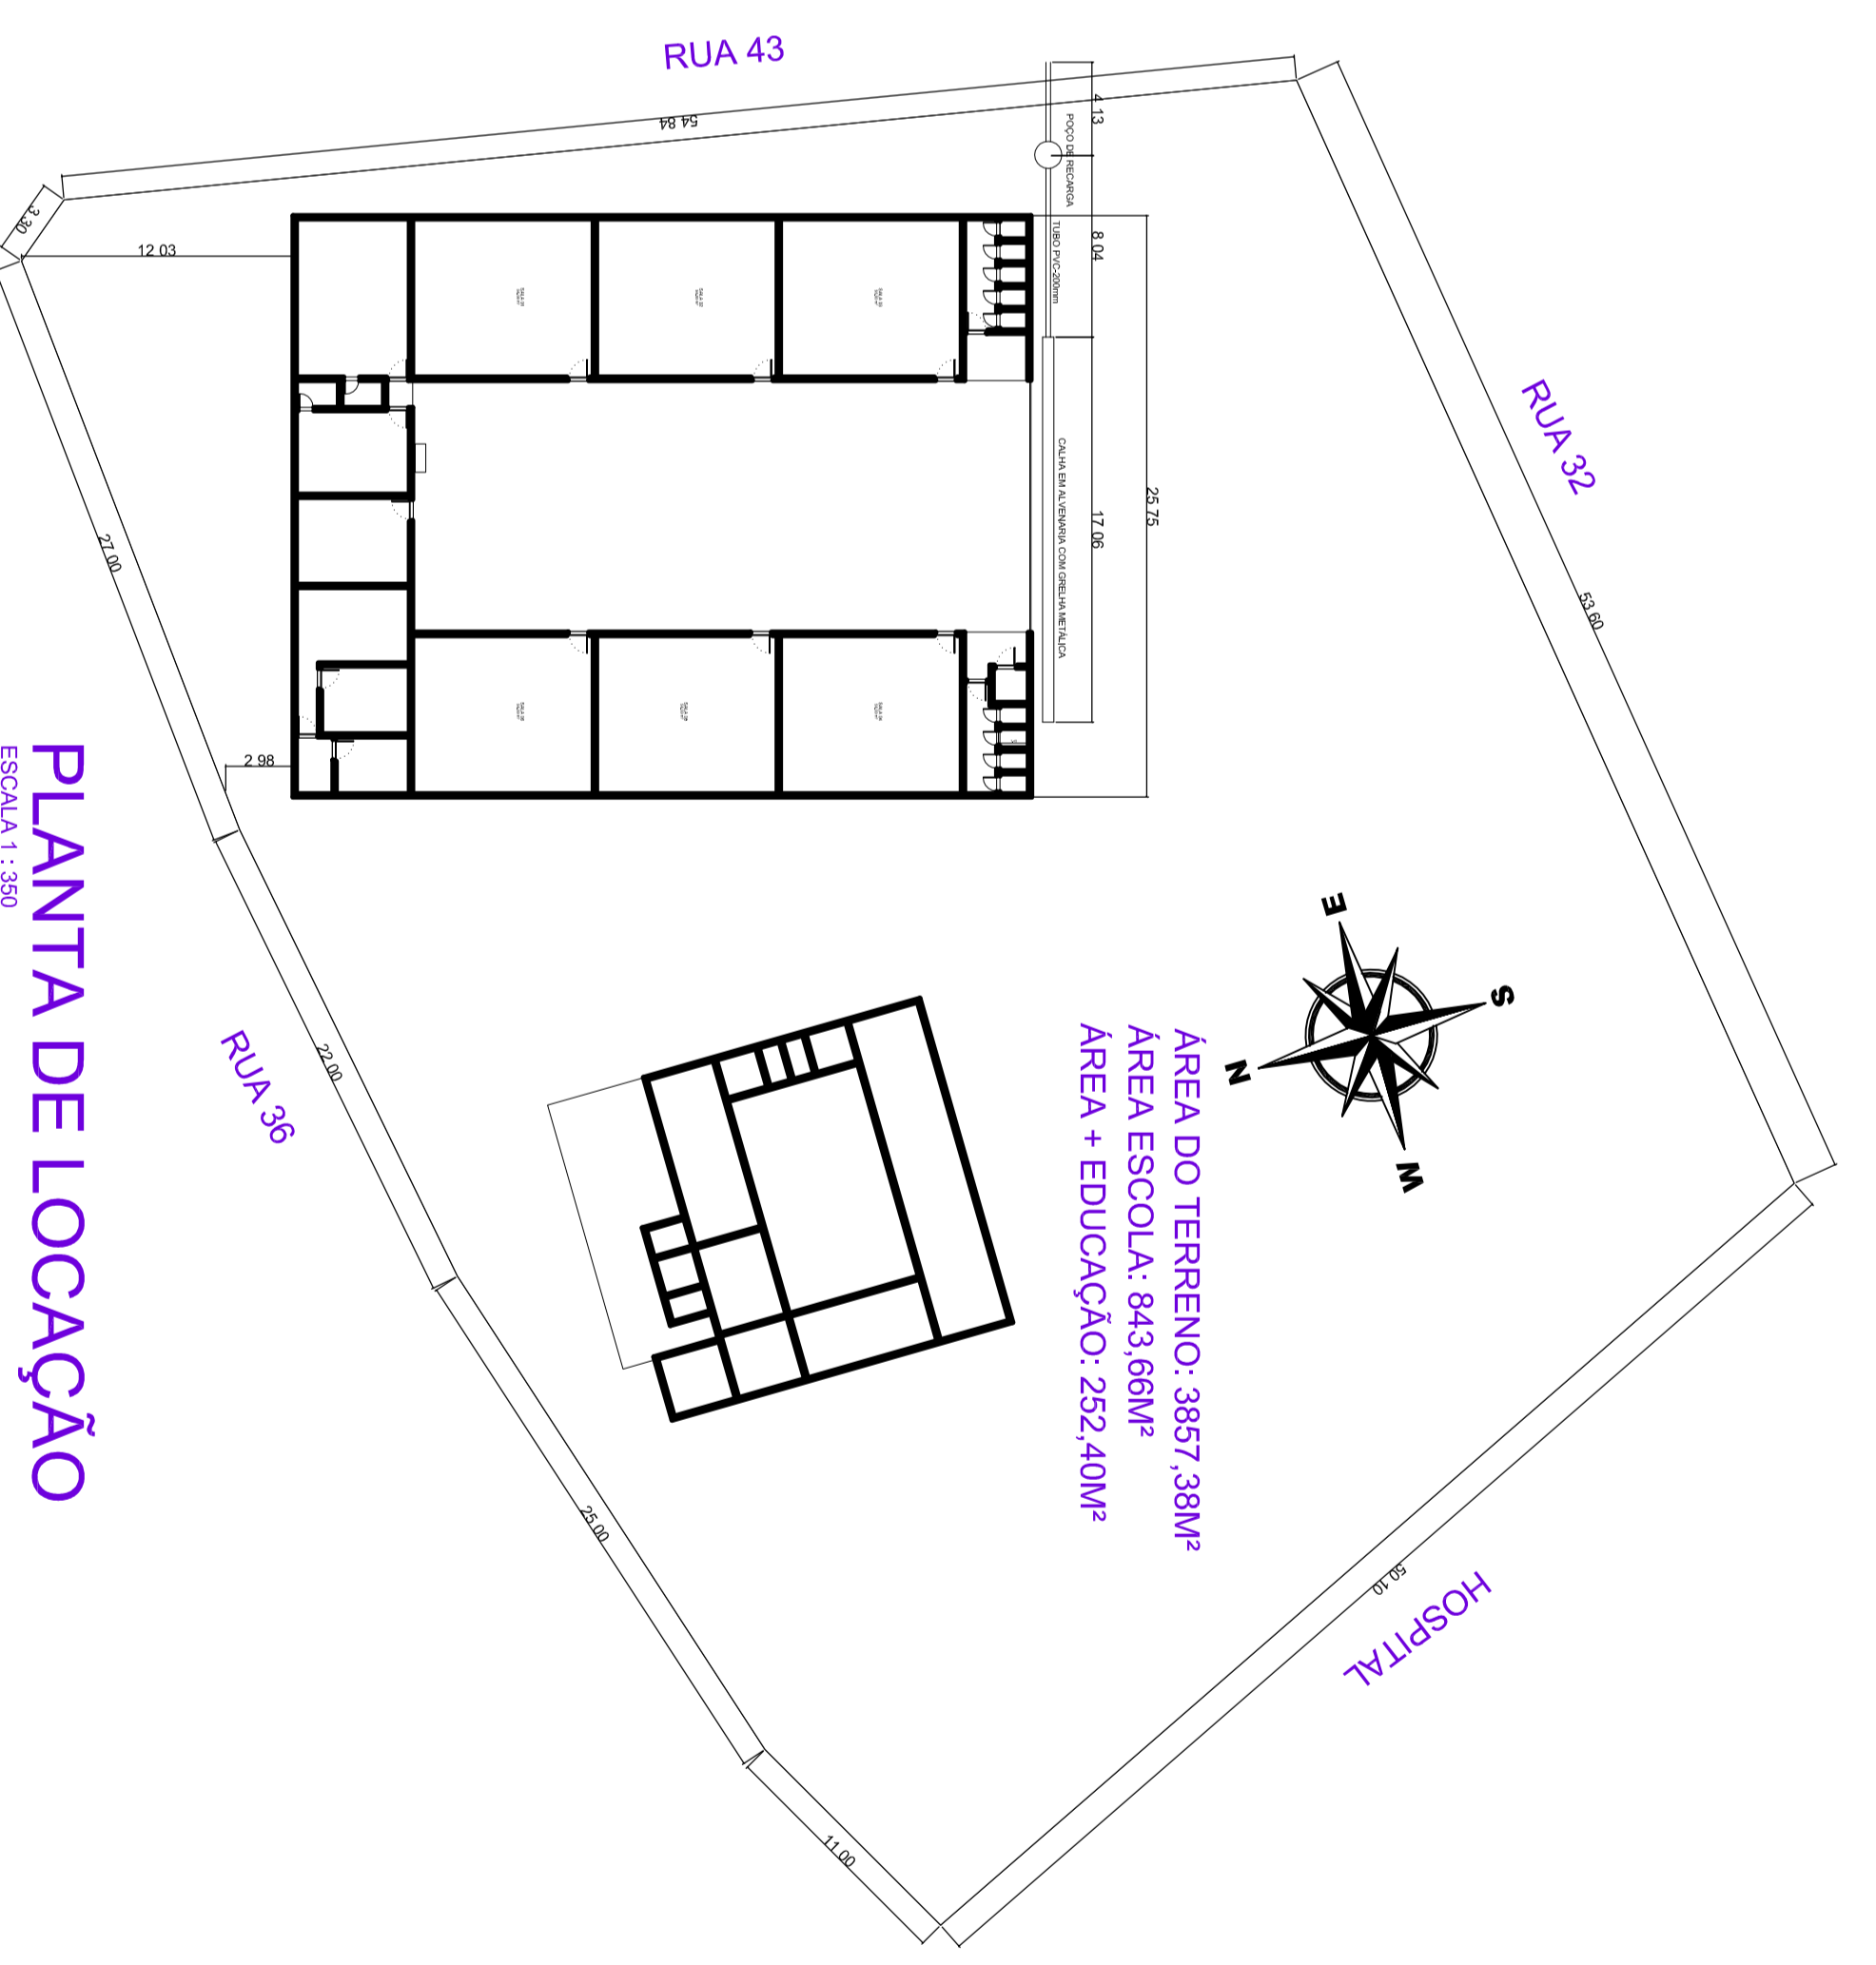 RUA 43
54 84
3 30
12 03
4 13
POÇO DE RECARGA
8 04
TUBO PVC-200mm
CALHA EM ALVENARIA COM GRELHA METÁLICA
17 06
25 75
RUA 32
53 60
27 00
2 98
RUA 36
22 00
25 00
11 00
50 10
HOSPITAL
E
S
N
W
ÁREA DO TERRENO: 3857,38M²
ÁREA ESCOLA: 843,66M²
ÁREA + EDUCAÇÃO: 252,40M²
PLANTA DE LOCAÇÃO
ESCALA 1 : 350